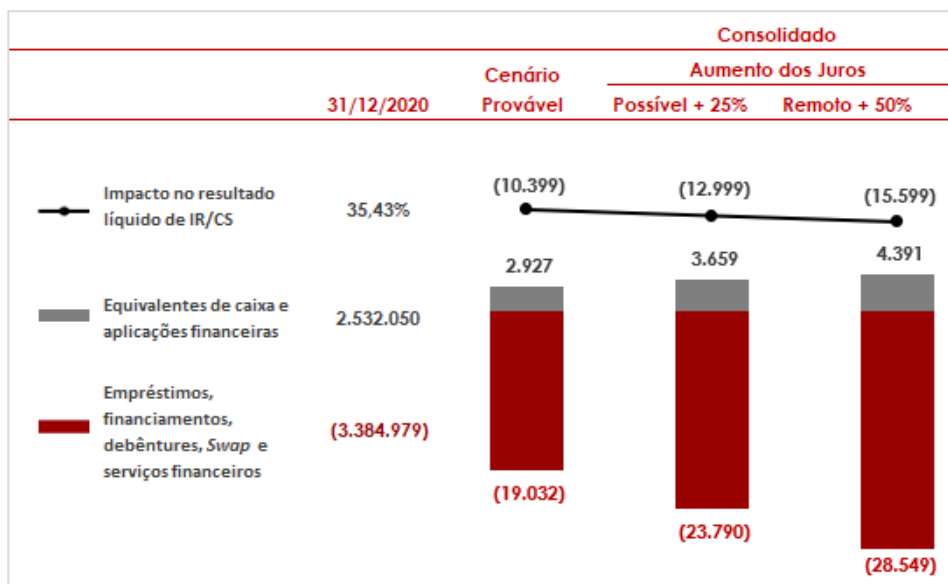 Consolidado
Cenário
Provável
Aumento dos Juros
31/12/2020
Possível + 25%
Remoto + 50%
Impacto no resultado
líquido de IR/CS
35,43%
(10.399)
(12.999)
(15.599)
2.927
3.659
4.391
Equivalentes de caixa e
aplicações financeiras
2.532.050
Empréstimos,
financiamentos,
debêntures, Swap e
serviços financeiros
(3.384.979)
(19.032)
(23.790)
(28.549)